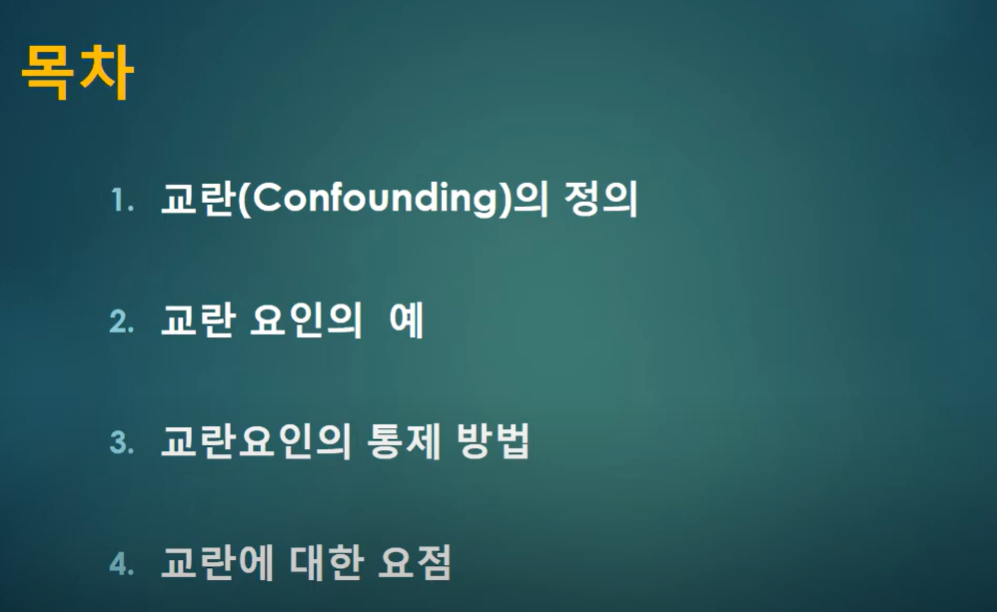 목차
1. 교란(Confounding)의 정의
2. 교란 요인의 예
3. 교란요인의 통제 방법
4. 교란에 대한 요점